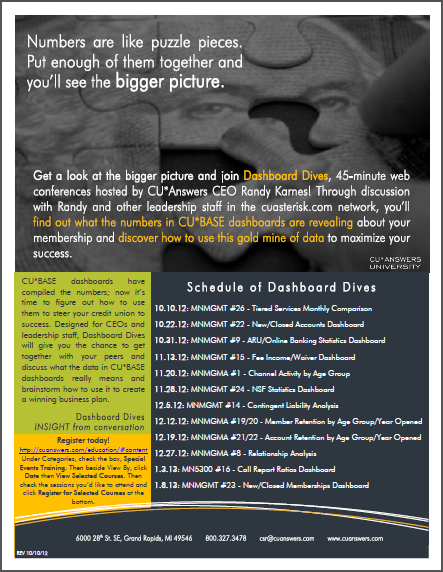 Numbers are like puzzle pieces.
Put enough of them together and
you'll see the bigger picture.
Get a look at the bigger picture and join Dashboard Dives, 45-minute web
conferences hosted by CU*Answers CEO Randy Karnes! Through discussion
with Randy and other leadership staff in the cuasterisk.com network, you'll
find out what the numbers in CU*BASE dashboards are revealing about your
membership and discover how to use this gold mine of data to maximize your
success.
CU*ANSWERS
UNIVERSITY
CU*BASE dashboards have
compiled the numbers; now it's
time to figure out how to use
them to steer your credit union to
success. Designed for CEOs and
leadership staff, Dashboard Dives
will give you the chance to get
together with your peers and
discuss what the data in CU*BASE
dashboards really means and
brainstorm how to use it to create
a winning business plan.
Dashboard Dives
INSIGHT from conversation
Register today!
http://cuanswers.com/education/#content
Under Categories, check the box, Special
Events Training. Then beside View By, click
Date then View Selected Courses. Then
check the sessions you'd like to attend and
click Register for Selected Courses at the
bottom.
Schedule of Dashboard Dives
10.10.12: MNMGMT #26 - Tiered Services Monthly Comparison
10.22.12: MNMGMT #22 - New/Closed Accounts Dashboard
10.31.12: MNMGMT #9 - ARU/Online Banking Statistics Dashboard
11.13.12: MNMGMT #15 - Fee Income/Waiver Dashboard
11.20.12: MNMGMA #1 - Channel Activity by Age Group
11.28.12: MNMGMT #24 - NSF Statistics Dashboard
12.5.12: MNMGMT #14 - Contingent Liability Analysis
12.12.12: MNMGMA #19/20 - Member Retention by Age Group/Year Opened
12.19.12: MNMGMA #21/22 - Account Retention by Age Group/Year Opened
12.27.12: MNMGMA #8 - Relationship Analysis
1.3.13: MN5300 #16 - Call Report Ratios Dashboard
1.8.13: MNMGMT #23 - New/Closed Memberships Dashboard
6000 28th St. SE, Grand Rapids, MI 49546 800.327.3478 csr@cuanswers.com www.cuanswers.com
REV 10/10/12